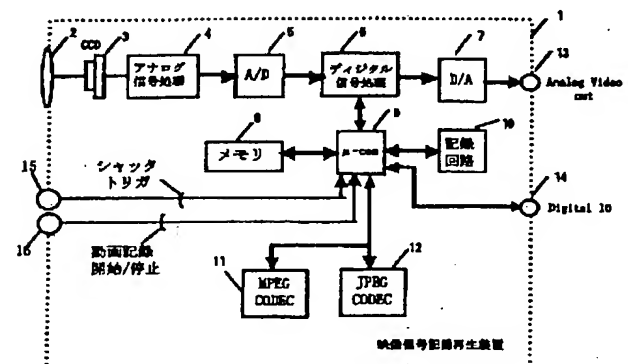 1
2
CCD
3
4
5
6
7
13
アナログ
信号処理
A/D
ディジタル
信号処理
D/A
Analog Video
out
8
9
10
メモリ
μ-com
記録
回路
15
シャッタ
トリガ
14
Digital IO
16
動画記録
開始/停止
11
12
MPEG
CODEC
JPEG
CODEC
映像信号記録再生装置